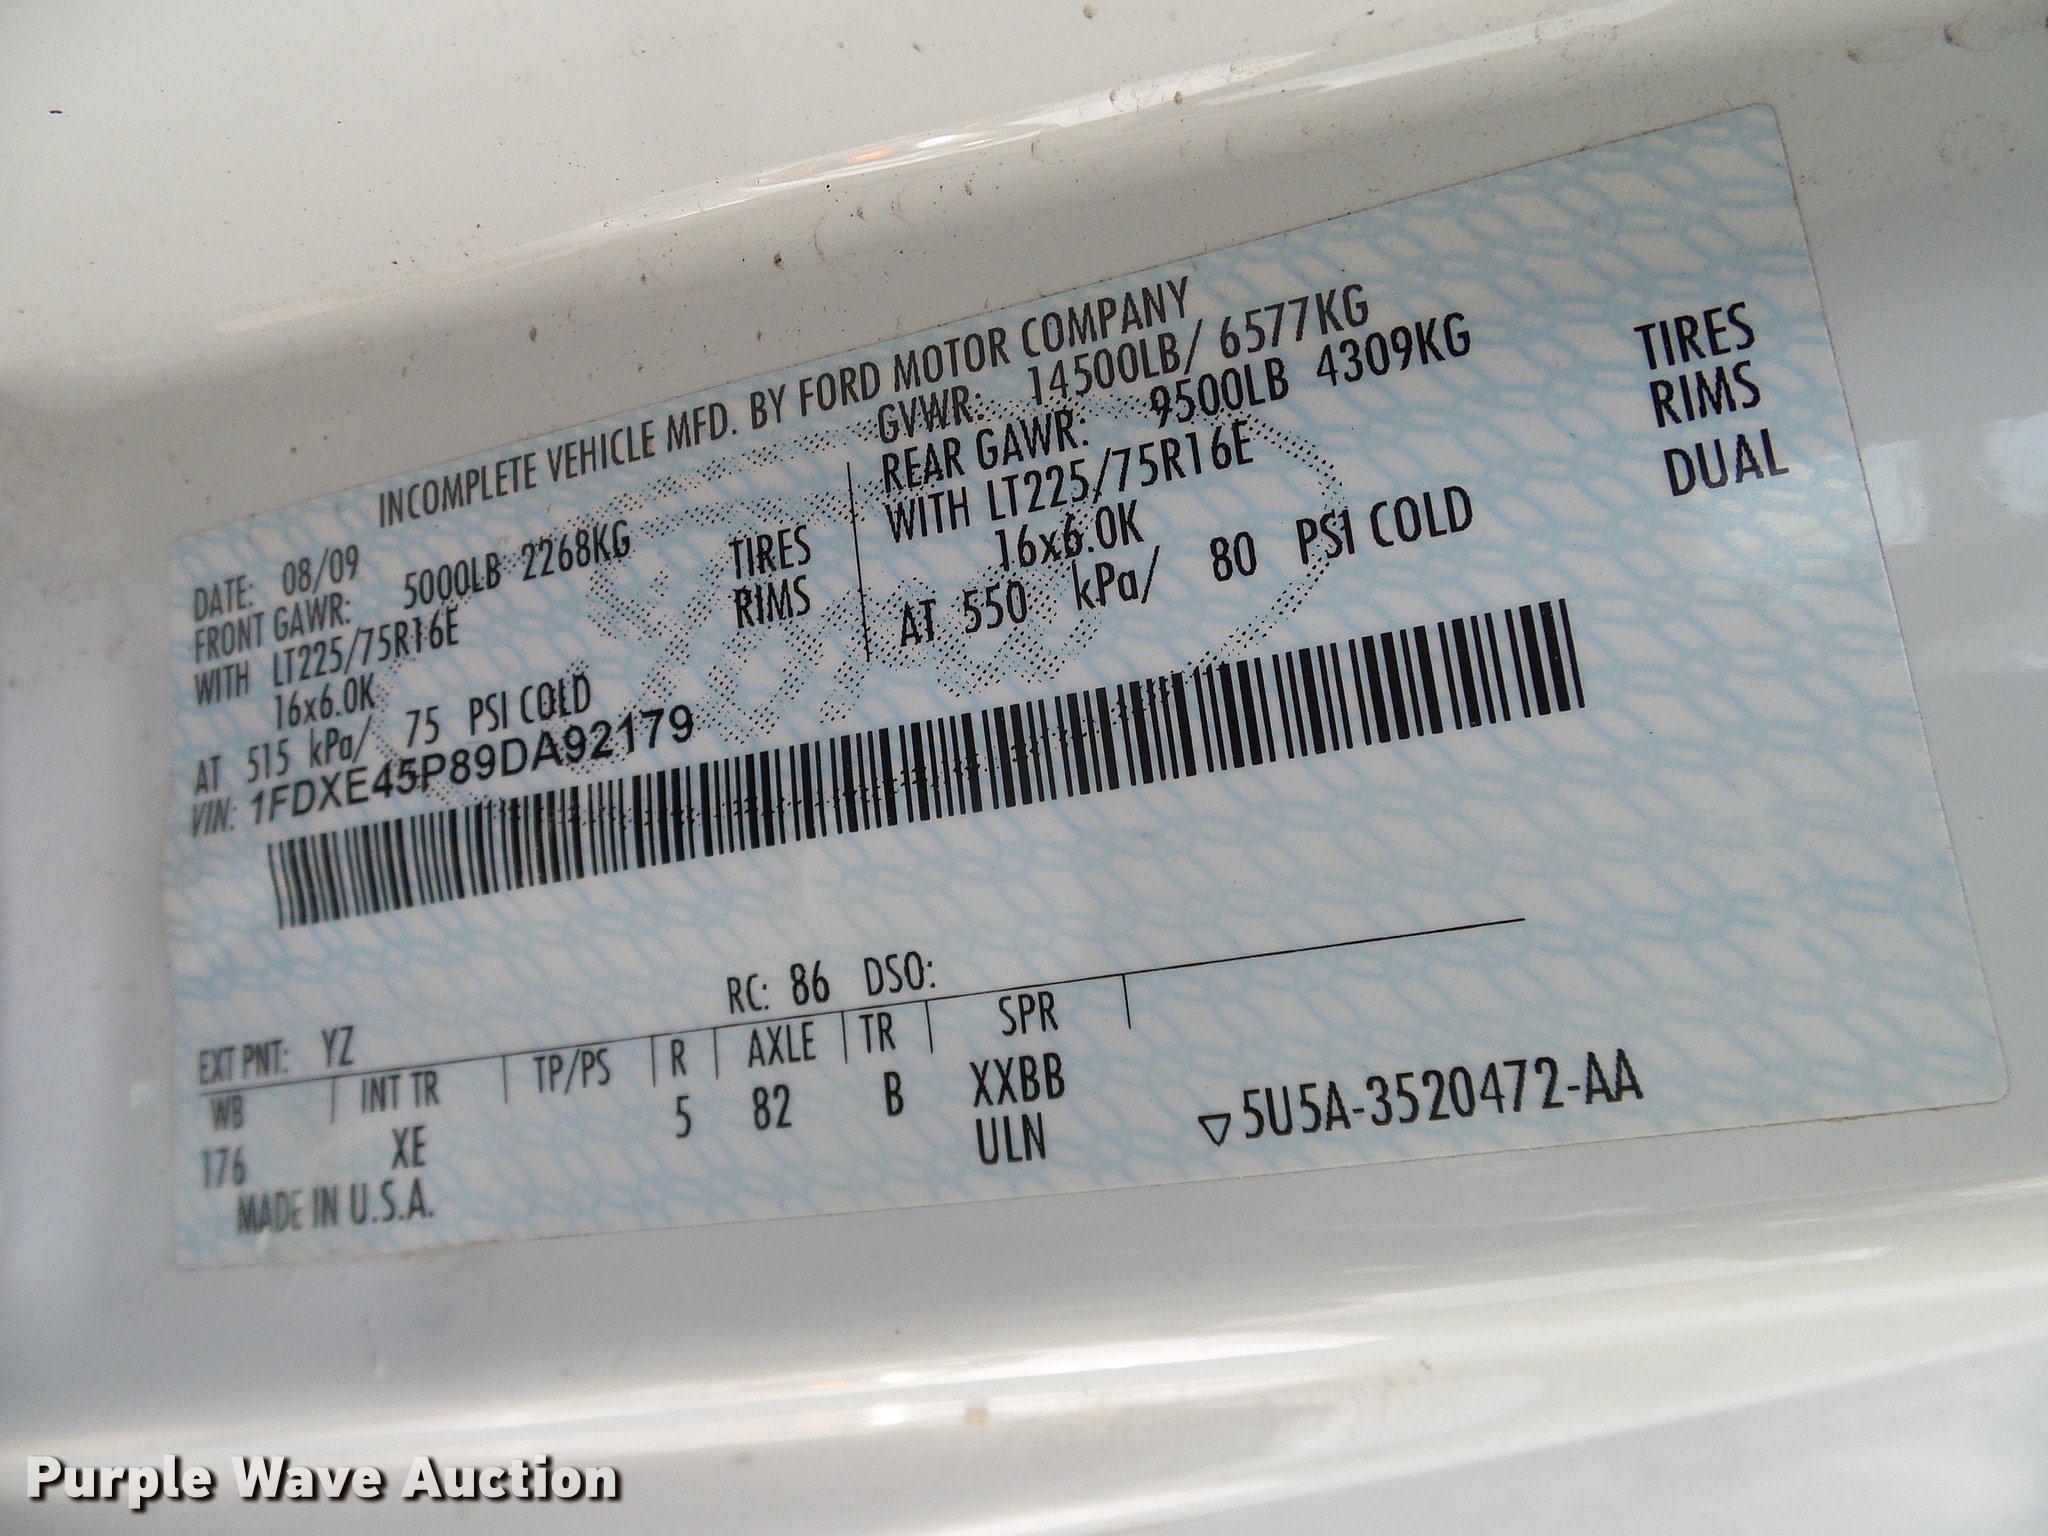 INCOMPLETE VEHICLE MFD. BY FORD MOTOR COMPANY
DATE: 08/09
GVWR: 14500LB/ 6577KG
FRONT GAWR: 5000LB 2268KG
REAR GAWR: 9500LB 4309KG
WITH LT225/75R16E TIRES
WITH LT225/75R16E TIRES
16x6.0K RIMS
16x6.0K RIMS
AT 515 kPa/ 75 PSI COLD
AT 550 kPa/ 80 PSI COLD DUAL
VIN: 1FDXE45P89DA92179
EXT PNT: YZ RC: 86 DSO:
WB INT TR TP/PS R AXLE TR SPR
176 XE 5 82 B XXBB
ULN
MADE IN U.S.A.
▽5U5A-3520472-AA
Purple Wave Auction